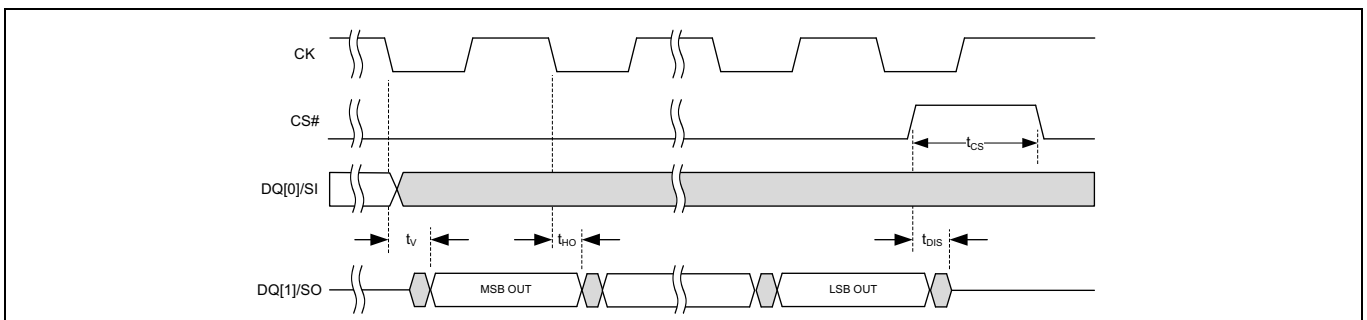 CK
CS#
tCS
DQ[0]/SI
tV
tHO
tDIS
DQ[1]/SO
MSB OUT
LSB OUT